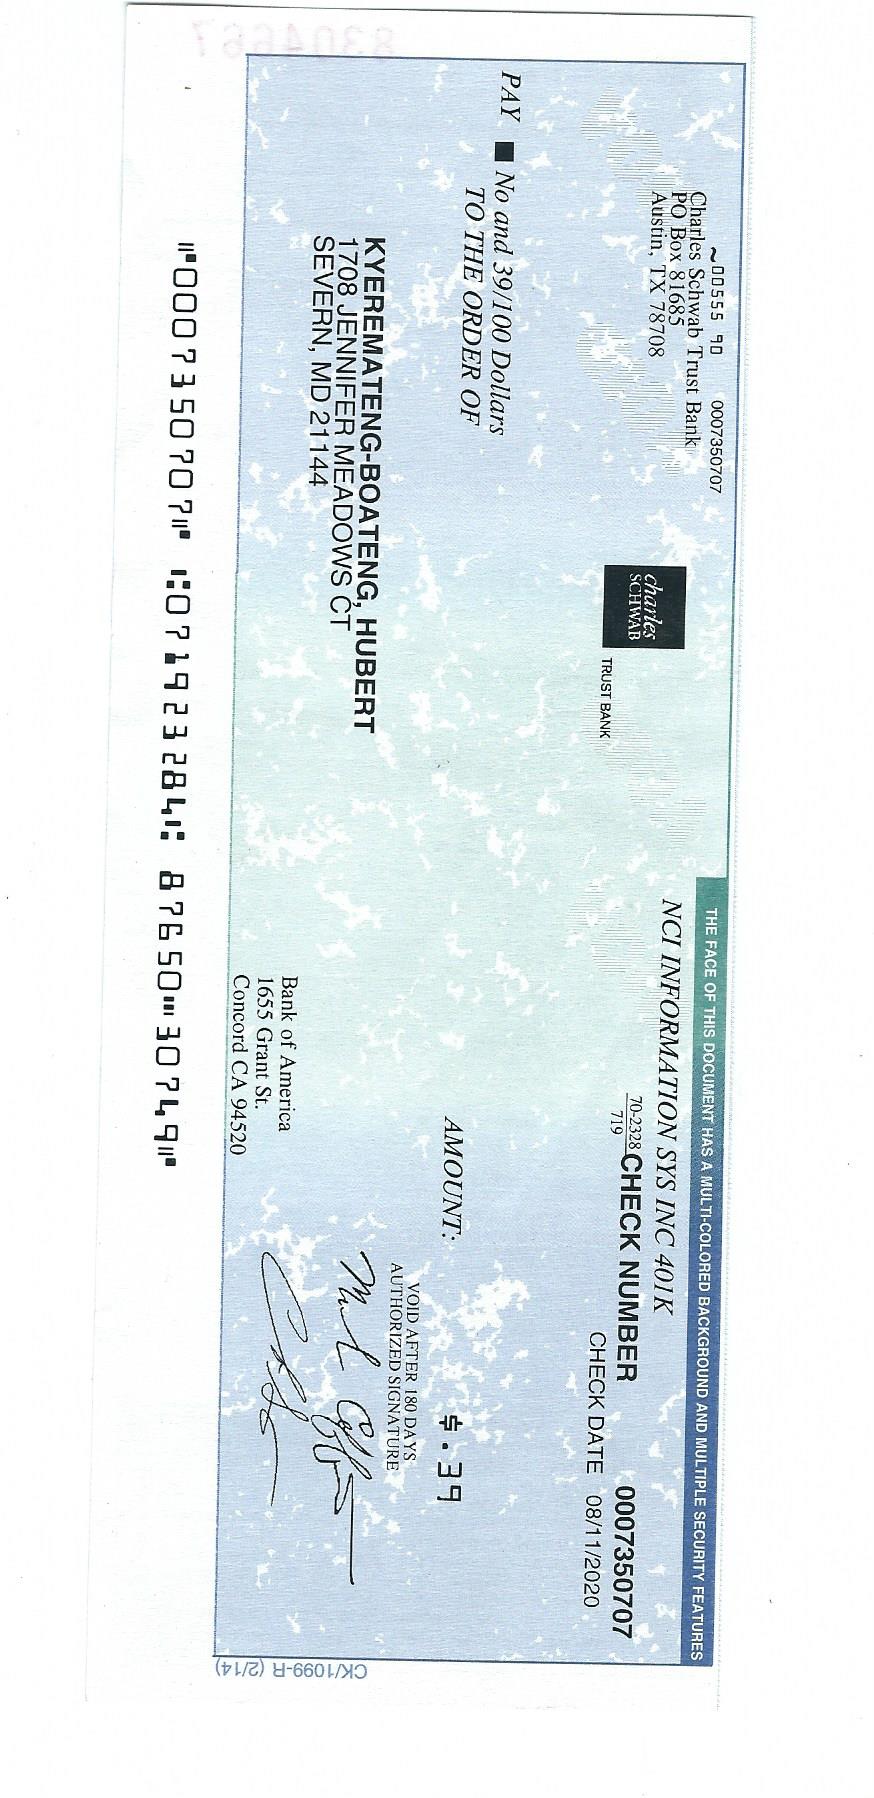 8304667
THE FACE OF THIS DOCUMENT HAS A MULTI-COLORED BACKGROUND AND MULTIPLE SECURITY FEATURES
~00555 90 0007350707
Charles Schwab Trust Bank
PO Box 81685
Austin, TX 78708
charles
SCHWAB
TRUST BANK
NCI INFORMATION SYS INC 401K
70-2328
719
CHECK NUMBER 0007350707
CHECK DATE 08/11/2020
PAY ■ No and 39/100 Dollars
TO THE ORDER OF
AMOUNT: $.39
KYEREMATENG-BOATENG, HUBERT
1708 JENNIFER MEADOWS CT
SEVERN, MD 21144
VOID AFTER 180 DAYS
AUTHORIZED SIGNATURE
Bank of America
1655 Grant St.
Concord CA 94520
CK/1099-R (2/14)
⑈0007350707⑈ ⑆071923284⑆ 87650⑈30749⑈